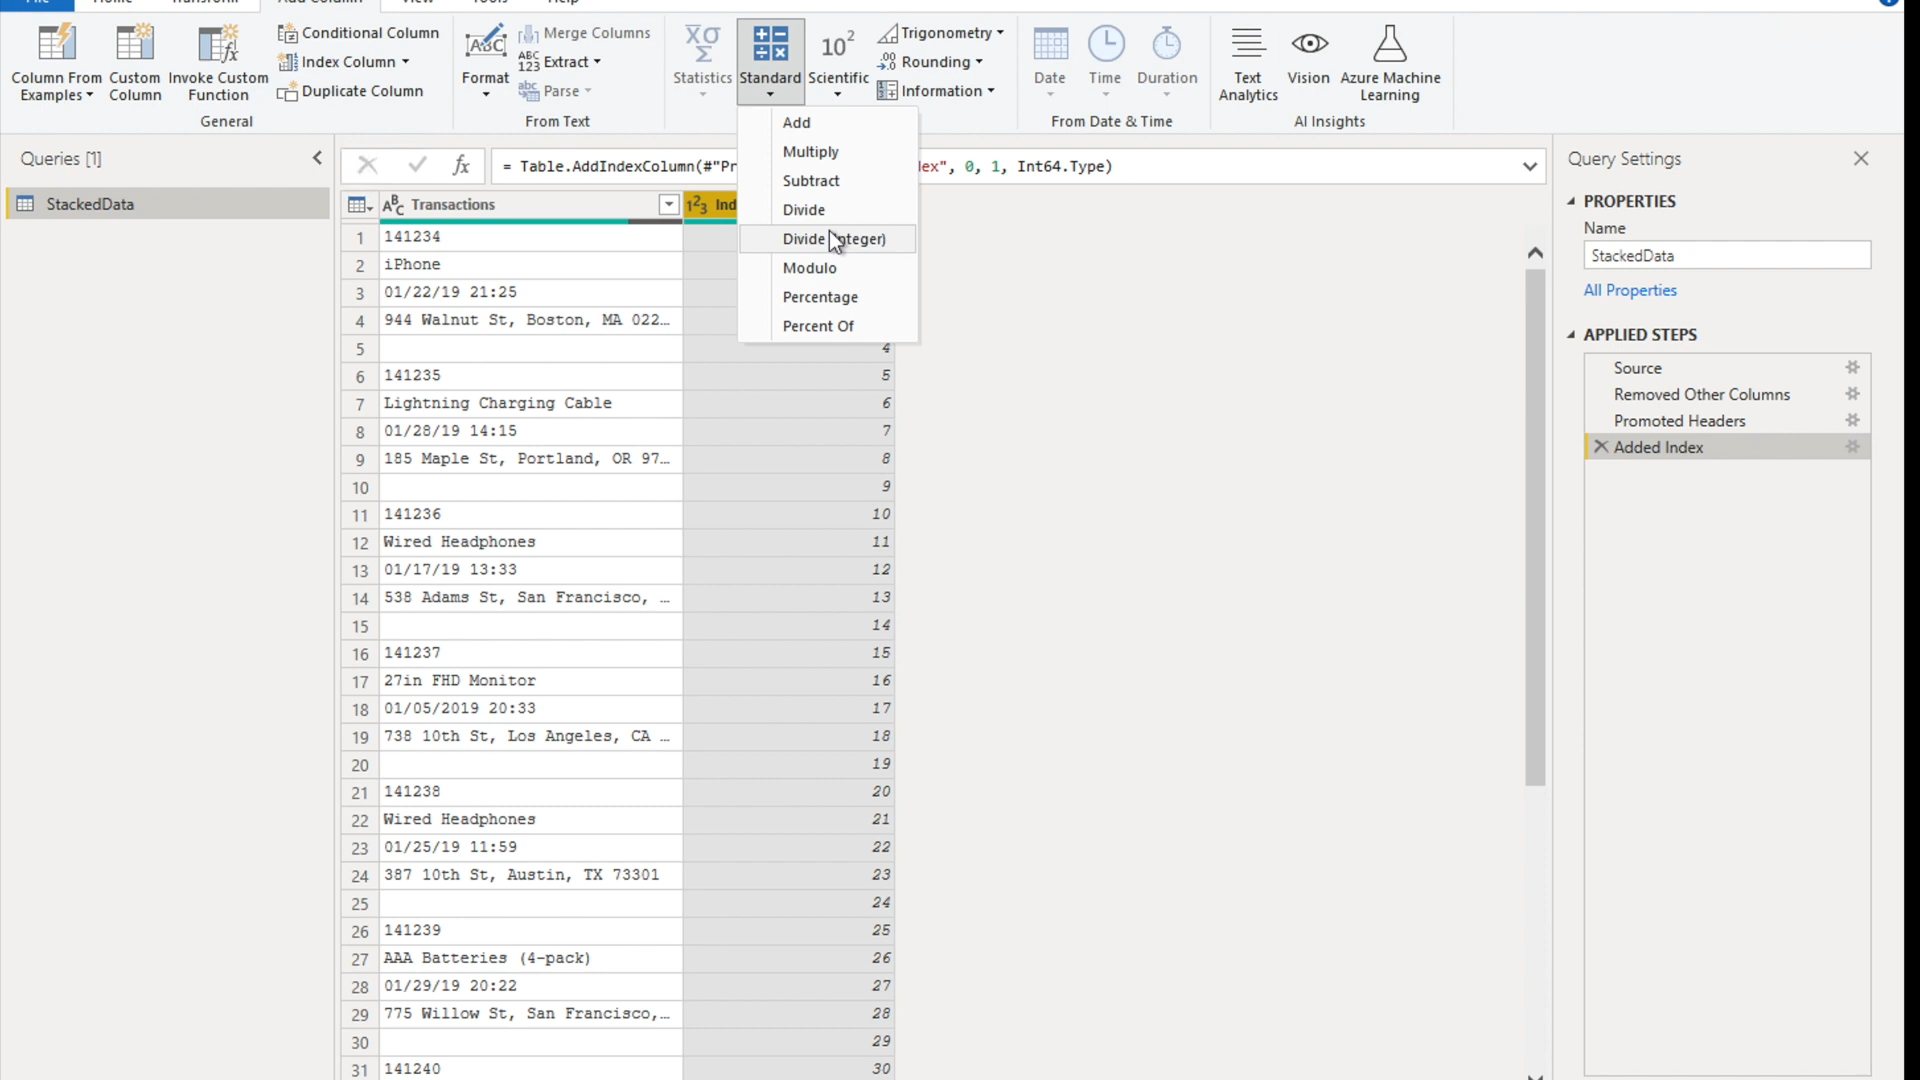 File Home Transform Add Column View Tools Help
Column From Examples
Custom Column
Invoke Custom Function
Conditional Column
Index Column
Duplicate Column
General
Format
Merge Columns
Extract
Parse
From Text
Statistics
Standard
Scientific
10²
Trigonometry
Rounding
Information
Date
Time
Duration
From Date & Time
Text Analytics
Vision
Azure Machine Learning
AI Insights
Add
Multiply
Subtract
Divide
Divide
Modulo
Percentage
Percent Of
Queries [1]
StackedData
= Table.AddIndexColumn(#"Pr ex", 0, 1, Int64.Type)
Transactions Ind
1 141234
2 iPhone
3 01/22/19 21:25
4 944 Walnut St, Boston, MA 022…
5 4
6 141235 5
7 Lightning Charging Cable 6
8 01/28/19 14:15 7
9 185 Maple St, Portland, OR 97… 8
10 9
11 141236 10
12 Wired Headphones 11
13 01/17/19 13:33 12
14 538 Adams St, San Francisco, … 13
15 14
16 141237 15
17 27in FHD Monitor 16
18 01/05/2019 20:33 17
19 738 10th St, Los Angeles, CA … 18
20 19
21 141238 20
22 Wired Headphones 21
23 01/25/19 11:59 22
24 387 10th St, Austin, TX 73301 23
25 24
26 141239 25
27 AAA Batteries (4-pack) 26
28 01/29/19 20:22 27
29 775 Willow St, San Francisco,… 28
30 29
31 141240 30
Query Settings
PROPERTIES
Name
StackedData
All Properties
APPLIED STEPS
Source
Removed Other Columns
Promoted Headers
Added Index